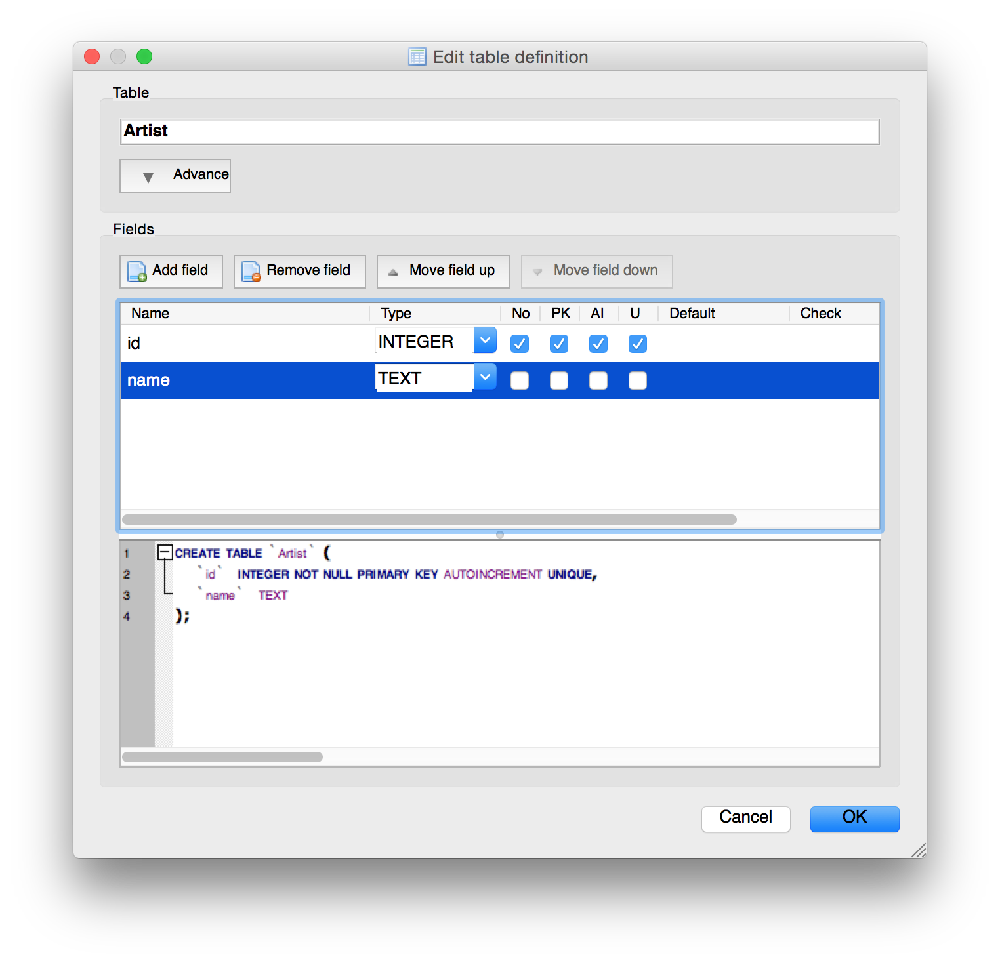 Edit table definition
Table
Artist
Advance
Fields
Add field Remove field Move field up Move field down
Name Type No PK AI U Default Check
id INTEGER
name TEXT
1 CREATE TABLE `Artist` (
2 `id` INTEGER NOT NULL PRIMARY KEY AUTOINCREMENT UNIQUE,
3 `name` TEXT
4 );
Cancel OK